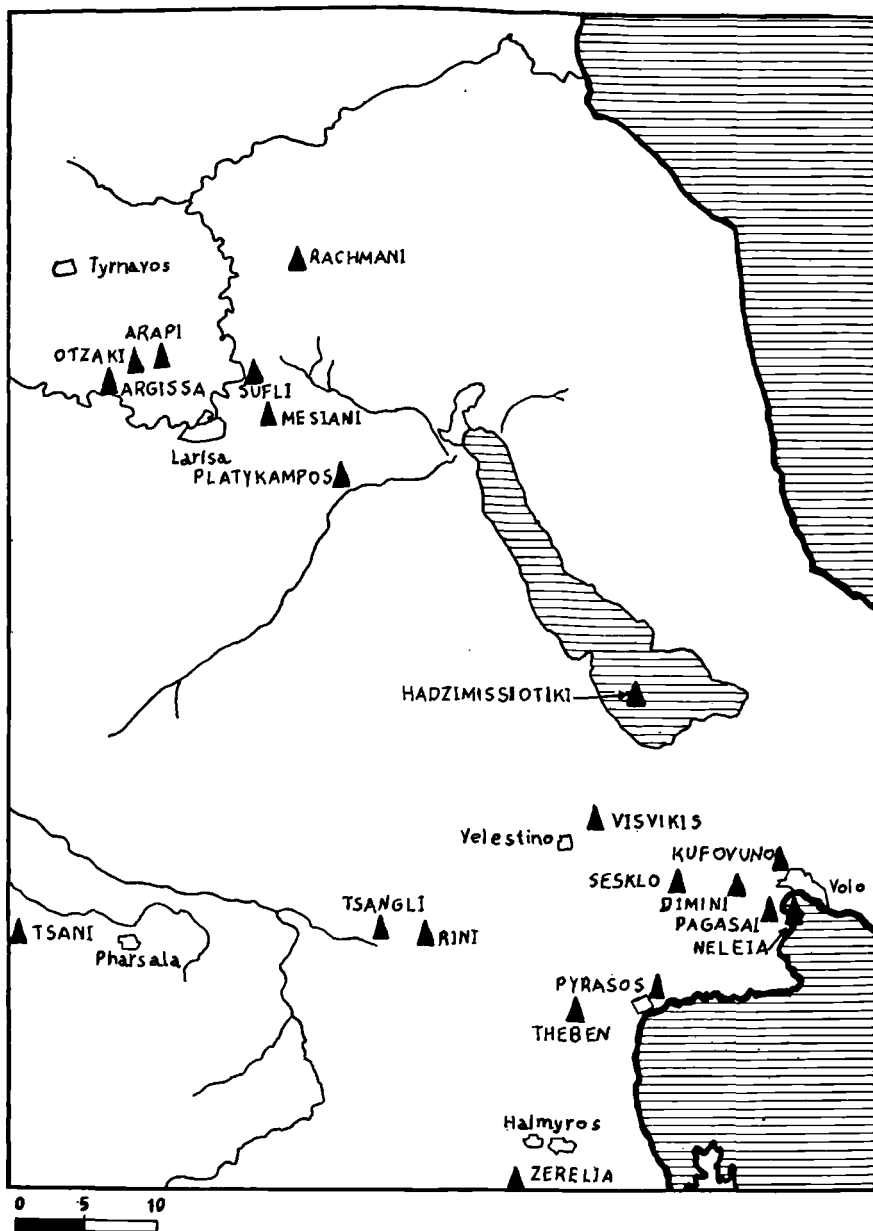 RACHMANI
Tyrnavos
ARAPI
OTZAKI
ARGISSA
SUFLI
MESIANI
Larisa
PLATYKAMPOS
HADZIMISSIOTIKI
VISVIKIS
Velestino
KUFOVUNO
SESKLO
Volo
DIMINI
TSANGLI
PAGASAI
TSANI
RINI
NELEIA
Pharsala
PYRASOS
THEBEN
Halmyros
ZERELIA
0 5 10